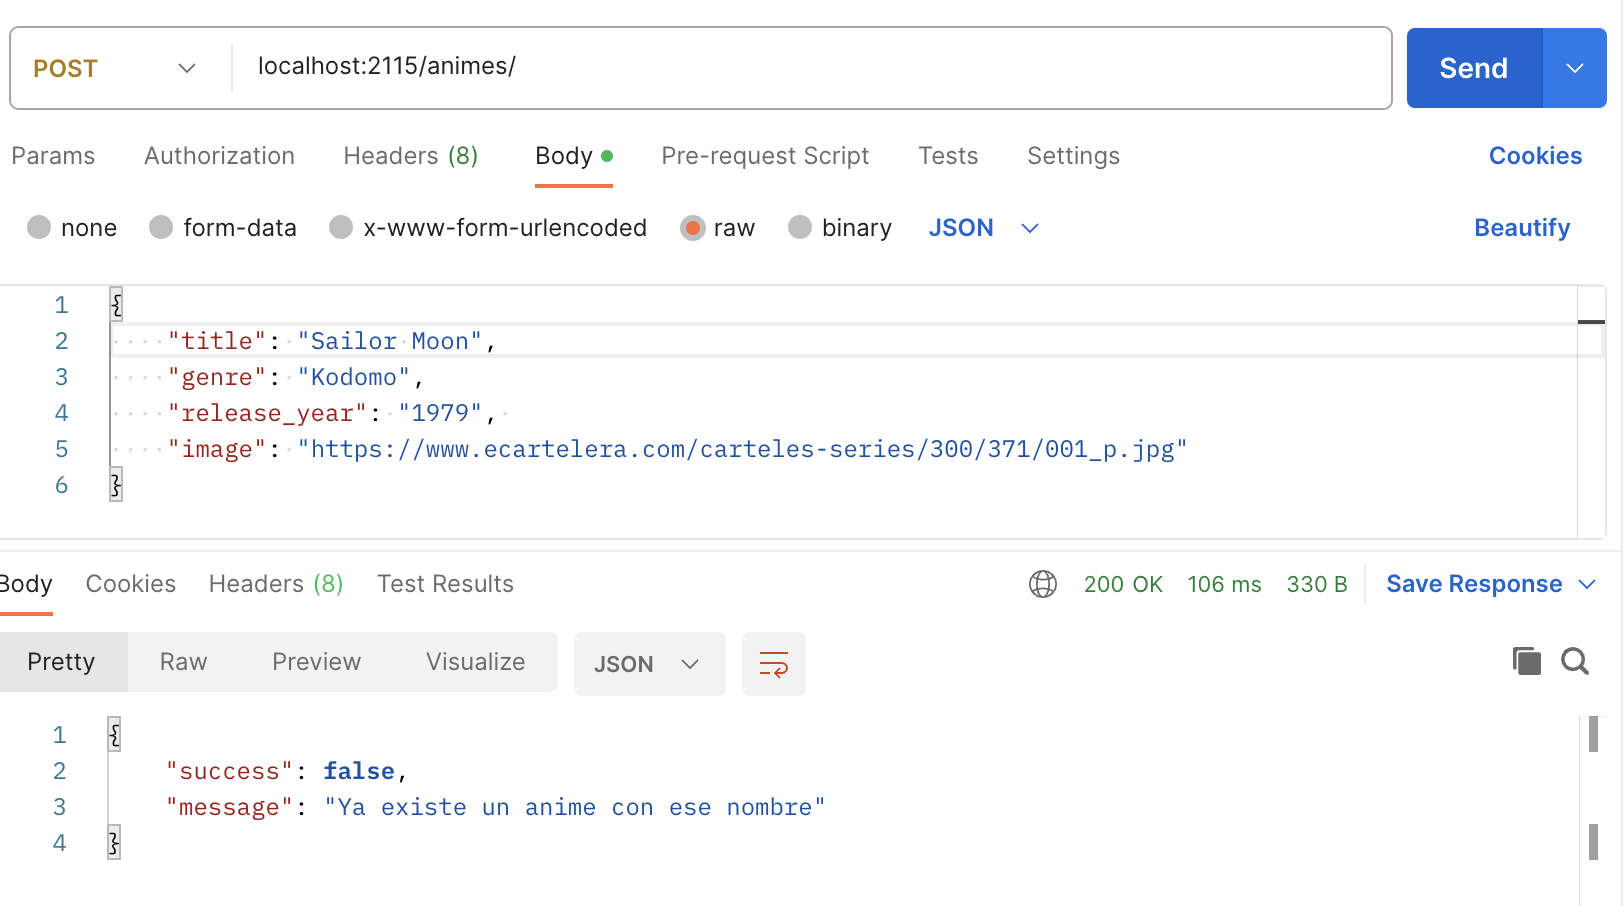 POST localhost:2115/animes/ Send
Params Authorization Headers (8) Body Pre-request Script Tests Settings Cookies
none form-data x-www-form-urlencoded raw binary JSON Beautify
1 {
2 "title": "Sailor Moon",
3 "genre": "Kodomo",
4 "release_year": "1979",
5 "image": "https://www.ecartelera.com/carteles-series/300/371/001_p.jpg"
6 }
Body Cookies Headers (8) Test Results 200 OK 106 ms 330 B Save Response
Pretty Raw Preview Visualize JSON
1 {
2 "success": false,
3 "message": "Ya existe un anime con ese nombre"
4 }